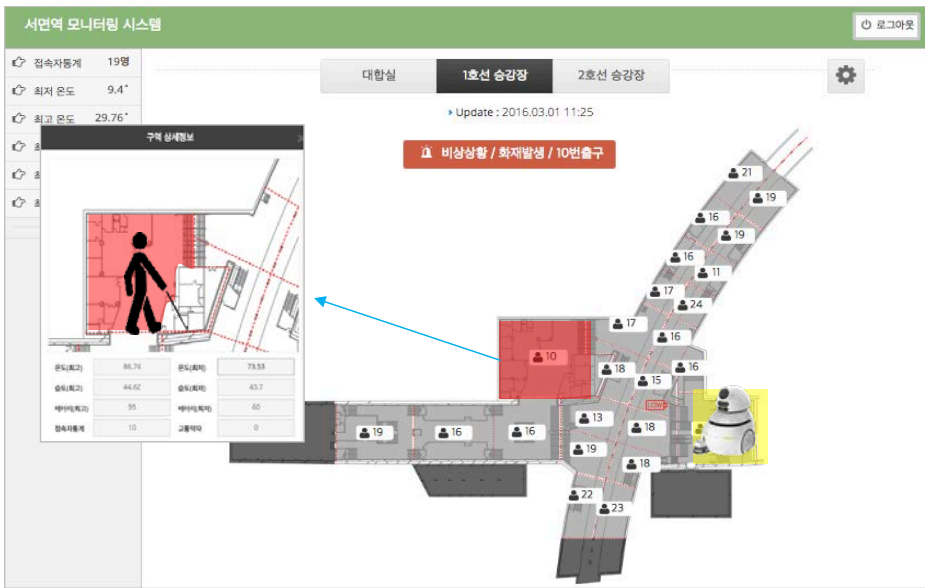 서면역 모니터링 시스템
로그아웃
접속자통계 19명
최저 온도 9.4˚
최고 온도 29.76˚
대합실 1호선 승강장 2호선 승강장
Update : 2016.03.01 11:25
비상상황 / 화재발생 / 10번출구
구역 상세정보
온도(최고) 86.74 온도(최저) 73.53
습도(최고) 44.62 습도(최저) 43.7
배터리(최고) 95 배터리(최저) 60
접속자통계 10 교통약자 0
21
19
16
19
16
11
17
24
17
16
10
18
16
15
LOW
13
18
19
16
16
19
18
22
23